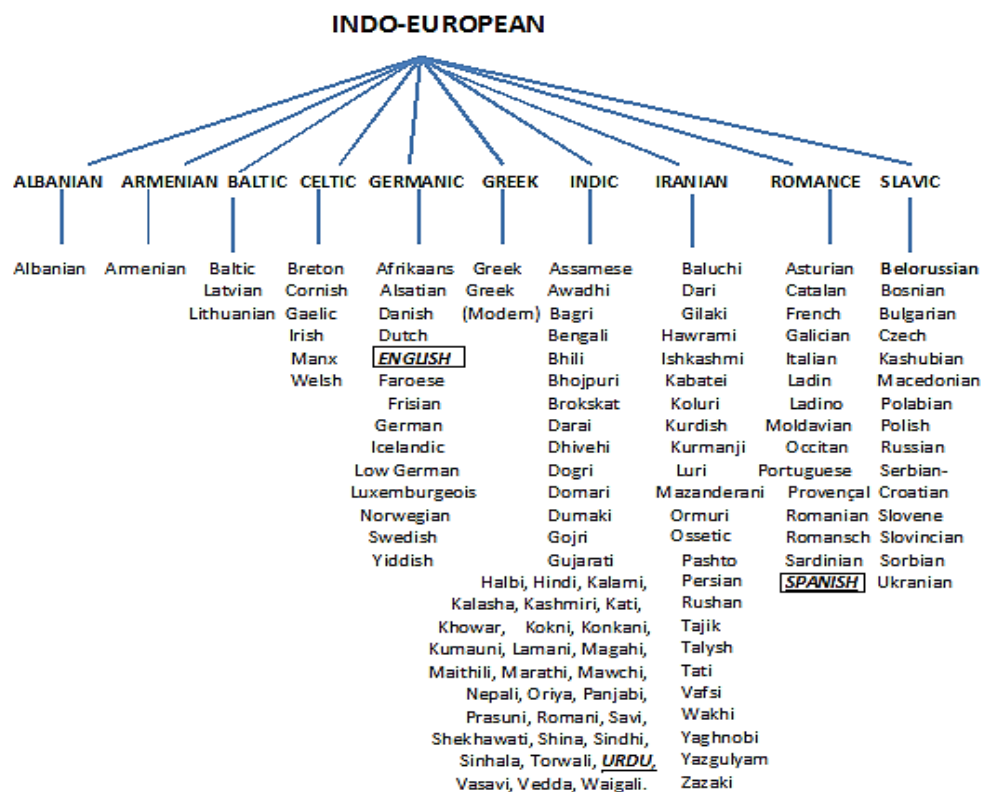 INDO-EUROPEAN
ALBANIAN ARMENIAN BALTIC CELTIC GERMANIC GREEK INDIC IRANIAN ROMANCE SLAVIC
Albanian Armenian Baltic Breton Afrikaans Greek Assamese Baluchi Asturian Belorussian
Latvian Cornish Alsatian Greek Awadhi Dari Catalan Bosnian
Lithuanian Gaelic Danish (Modern) Bagri Gilaki French Bulgarian
Irish Dutch Bengali Hawrami Galician Czech
Manx ENGLISH Bhili Ishkashmi Italian Kashubian
Welsh Faroese Bhojpuri Kabatei Ladin Macedonian
Frisian Brokskat Koluri Ladino Polabian
German Darai Kurdish Moldavian Polish
Icelandic Dhivehi Kurmanji Occitan Russian
Low German Dogri Luri Portuguese Serbian-
Luxemburgeois Domari Mazanderani Provençal Croatian
Norwegian Dumaki Ormuri Romanian Slovene
Swedish Gojri Ossetic Romansch Slovincian
Yiddish Gujarati Pashto Sardinian Sorbian
Halbi, Hindi, Kalami, Persian SPANISH Ukranian
Kalasha, Kashmiri, Kati, Rushan
Khowar, Kokni, Konkani, Tajik
Kumauni, Lamani, Magahi, Talysh
Maithili, Marathi, Mawchi, Tati
Nepali, Oriya, Panjabi, Vafsi
Prasuni, Romani, Savi, Wakhi
Shekhawati, Shina, Sindhi, Yaghnobi
Sinhala, Torwali, URDU, Yazgulyam
Vasavi, Vedda, Waigali. Zazaki